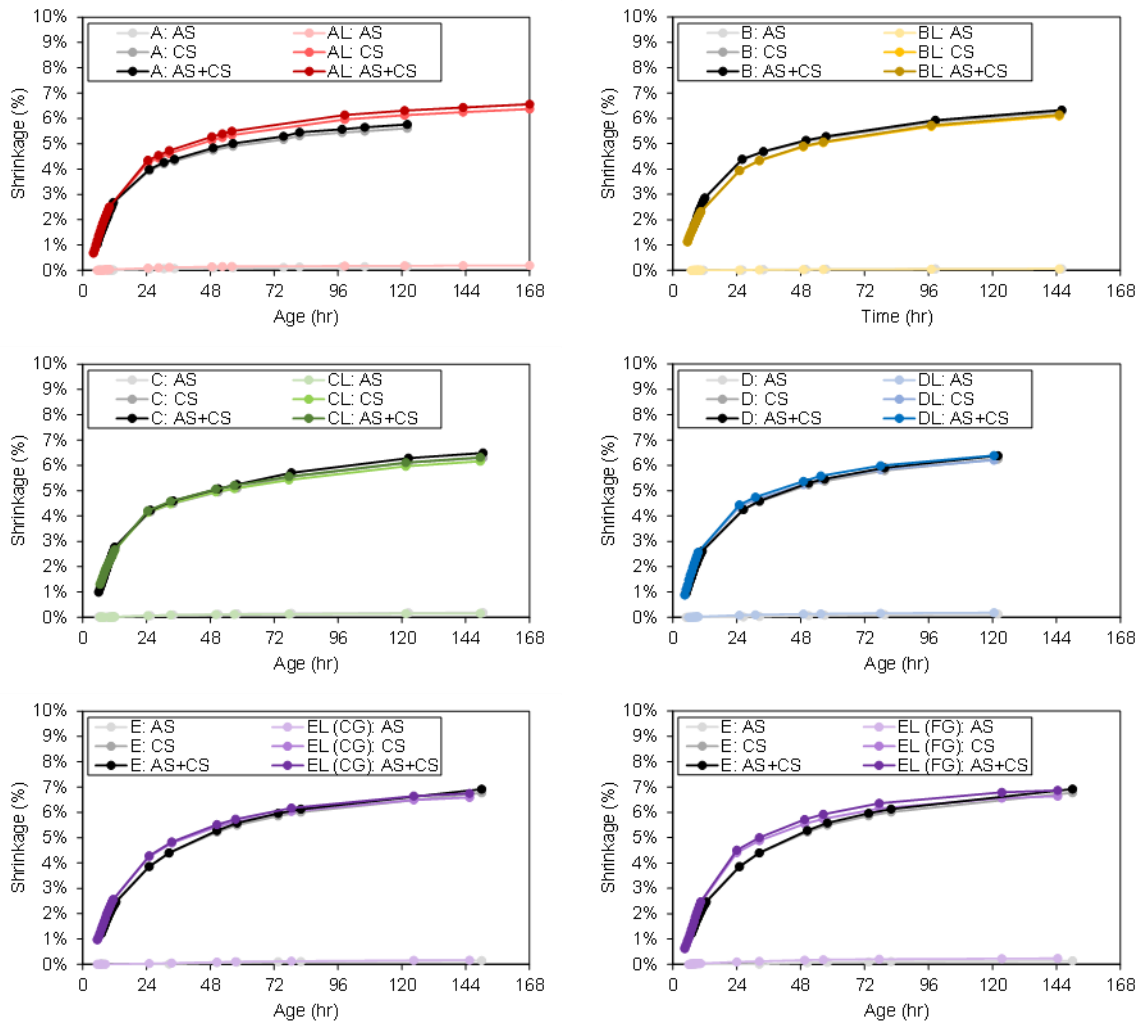 10%
9%
8%
7%
6%
5%
4%
3%
2%
1%
0%
Shrinkage (%)
A: AS AL: AS
A: CS AL: CS
A: AS+CS AL: AS+CS
0 24 48 72 96 120 144 168
Age (hr)
10%
9%
8%
7%
6%
5%
4%
3%
2%
1%
0%
Shrinkage (%)
B: AS BL: AS
B: CS BL: CS
B: AS+CS BL: AS+CS
0 24 48 72 96 120 144 168
Time (hr)
10%
9%
8%
7%
6%
5%
4%
3%
2%
1%
0%
Shrinkage (%)
C: AS CL: AS
C: CS CL: CS
C: AS+CS CL: AS+CS
0 24 48 72 96 120 144 168
Age (hr)
10%
9%
8%
7%
6%
5%
4%
3%
2%
1%
0%
Shrinkage (%)
D: AS DL: AS
D: CS DL: CS
D: AS+CS DL: AS+CS
0 24 48 72 96 120 144 168
Age (hr)
10%
9%
8%
7%
6%
5%
4%
3%
2%
1%
0%
Shrinkage (%)
E: AS EL (CG): AS
E: CS EL (CG): CS
E: AS+CS EL (CG): AS+CS
0 24 48 72 96 120 144 168
Age (hr)
10%
9%
8%
7%
6%
5%
4%
3%
2%
1%
0%
Shrinkage (%)
E: AS EL (FG): AS
E: CS EL (FG): CS
E: AS+CS EL (FG): AS+CS
0 24 48 72 96 120 144 168
Age (hr)